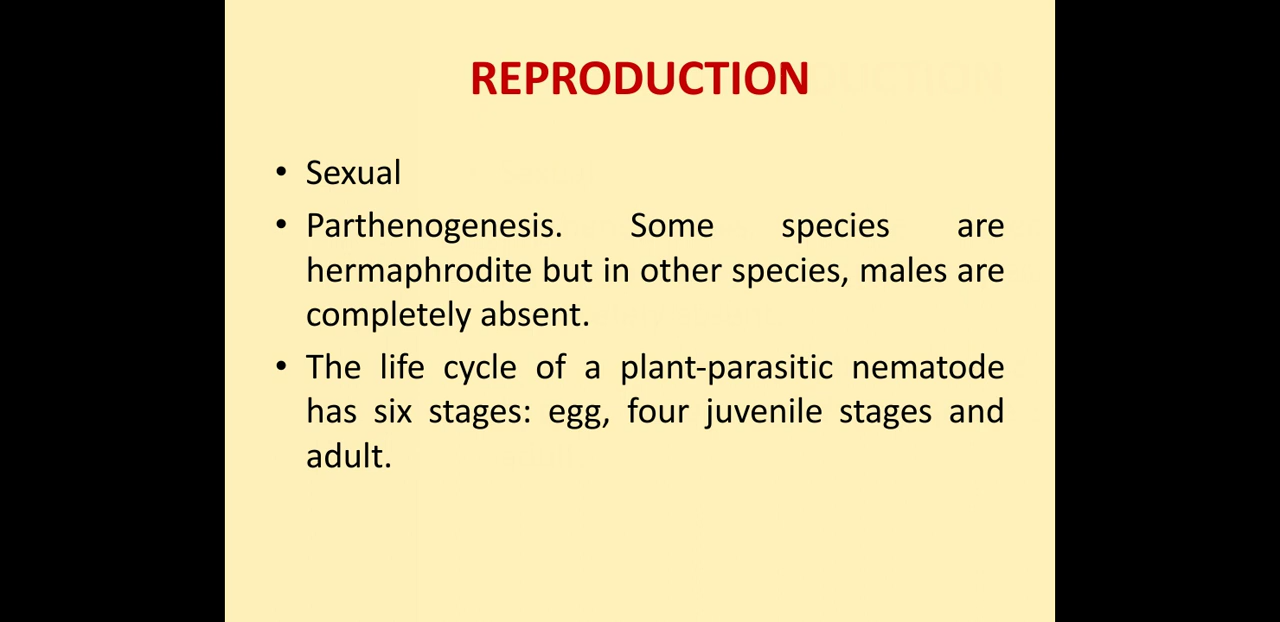 REPRODUCTION
• Sexual
• Parthenogenesis. Some species are
hermaphrodite but in other species, males are
completely absent.
• The life cycle of a plant-parasitic nematode
has six stages: egg, four juvenile stages and
adult.